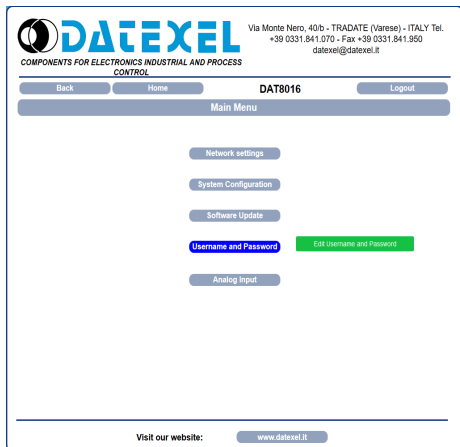 DATEXEL
COMPONENTS FOR ELECTRONICS INDUSTRIAL AND PROCESS
CONTROL
Via Monte Nero, 40/b - TRADATE (Varese) - ITALY Tel.
+39 0331.841.070 - Fax +39 0331.841.950
datexel@datexel.it
Back Home DAT8016 Logout
Main Menu
Network settings
System Configuration
Software Update
Username and Password Edit Username and Password
Analog Input
Visit our website: www.datexel.it